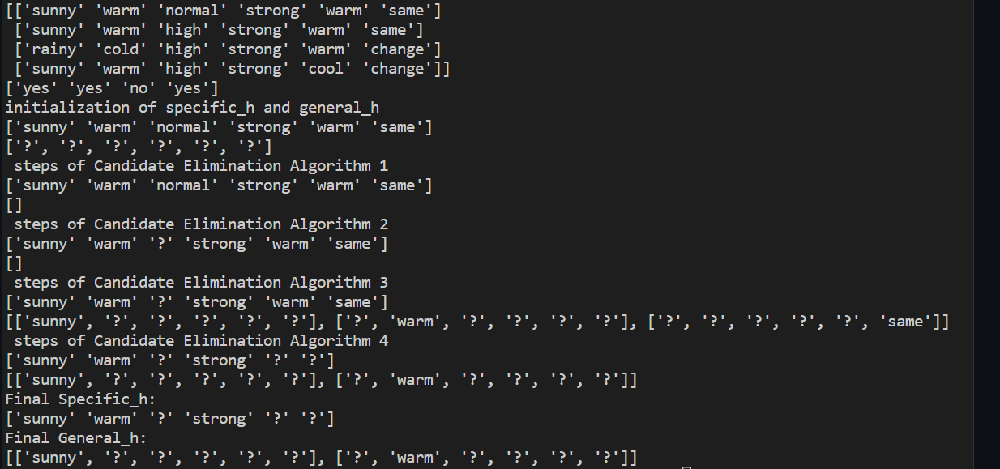 [['sunny' 'warm' 'normal' 'strong' 'warm' 'same']
 ['sunny' 'warm' 'high' 'strong' 'warm' 'same']
 ['rainy' 'cold' 'high' 'strong' 'warm' 'change']
 ['sunny' 'warm' 'high' 'strong' 'cool' 'change']]
['yes' 'yes' 'no' 'yes']
initialization of specific_h and general_h
['sunny' 'warm' 'normal' 'strong' 'warm' 'same']
['?', '?', '?', '?', '?', '?']
 steps of Candidate Elimination Algorithm 1
['sunny' 'warm' 'normal' 'strong' 'warm' 'same']
[]
 steps of Candidate Elimination Algorithm 2
['sunny' 'warm' '?' 'strong' 'warm' 'same']
[]
 steps of Candidate Elimination Algorithm 3
['sunny' 'warm' '?' 'strong' 'warm' 'same']
[['sunny', '?', '?', '?', '?', '?'], ['?', 'warm', '?', '?', '?', '?'], ['?', '?', '?', '?', '?', 'same']]
 steps of Candidate Elimination Algorithm 4
['sunny' 'warm' '?' 'strong' '?' '?']
[['sunny', '?', '?', '?', '?', '?'], ['?', 'warm', '?', '?', '?', '?']]
Final Specific_h:
['sunny' 'warm' '?' 'strong' '?' '?']
Final General_h:
[['sunny', '?', '?', '?', '?', '?'], ['?', 'warm', '?', '?', '?', '?']]